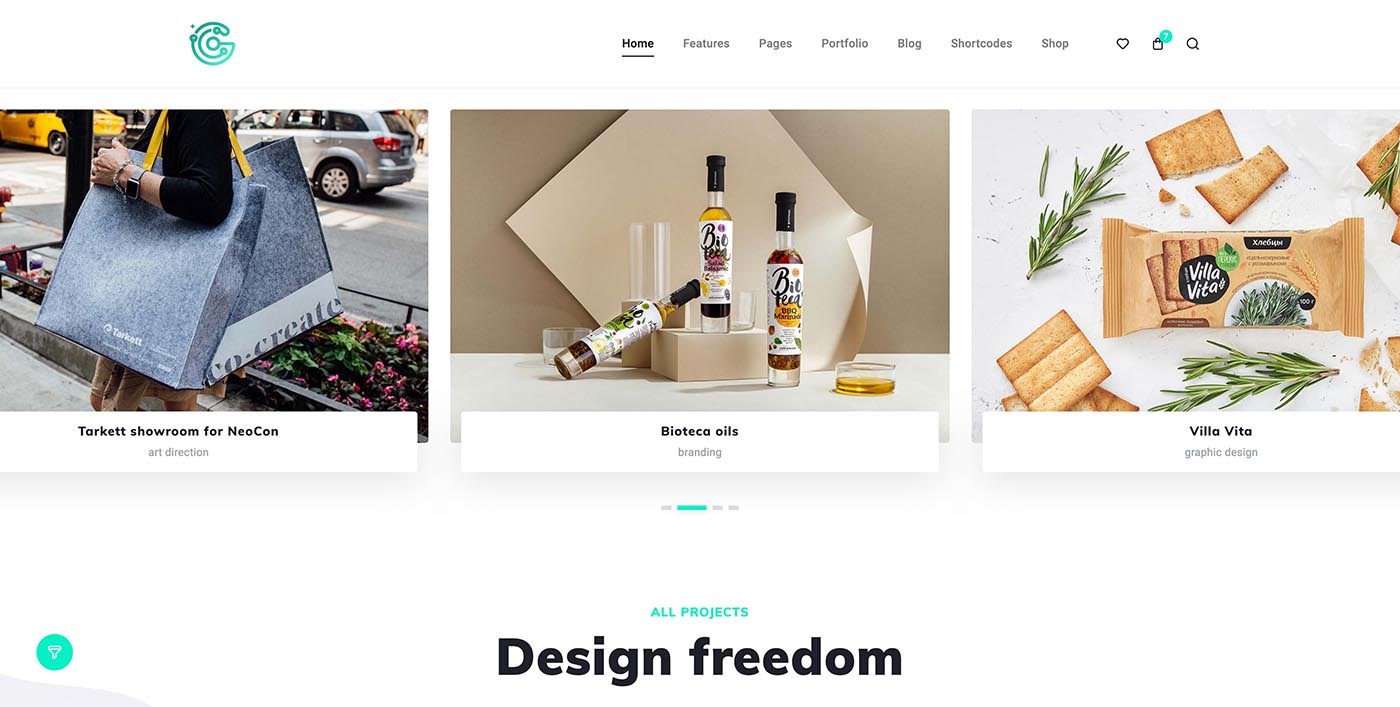 Home Features Pages Portfolio Blog Shortcodes Shop
7
Tarkett
co-create
Bio
teca
Salad
Balsamic
Bio
teca
BBQ
Marinade
Хлебцы
Villa
Vita
100 г
Tarkett showroom for NeoCon
art direction
Bioteca oils
branding
Villa Vita
graphic design
ALL PROJECTS
Design freedom